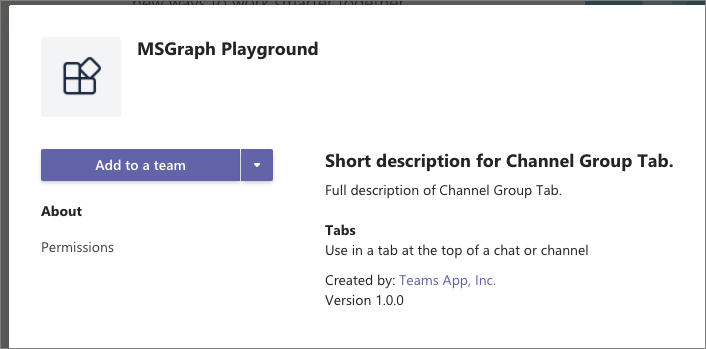 new ways to work smarter together
MSGraph Playground
Add to a team
Short description for Channel Group Tab.
Full description of Channel Group Tab.
About
Tabs
Permissions
Use in a tab at the top of a chat or channel
Created by: Teams App, Inc.
Version 1.0.0